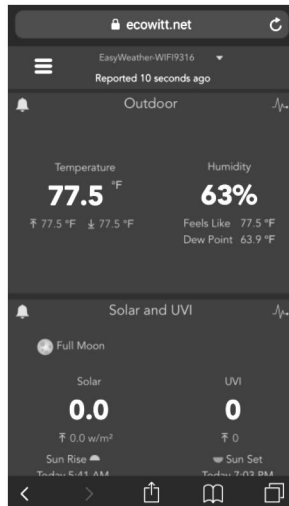 ecowitt.net
EasyWeather-WIFI9316
Reported 10 seconds ago
Outdoor
Temperature
77.5 °F
77.5 °F 77.5 °F
Humidity
63%
Feels Like 77.5 °F
Dew Point 63.9 °F
Solar and UVI
Full Moon
Solar
0.0
0.0 w/m²
UVI
0
0
Sun Rise
Today 5:41 AM
Sun Set
Today 7:03 PM